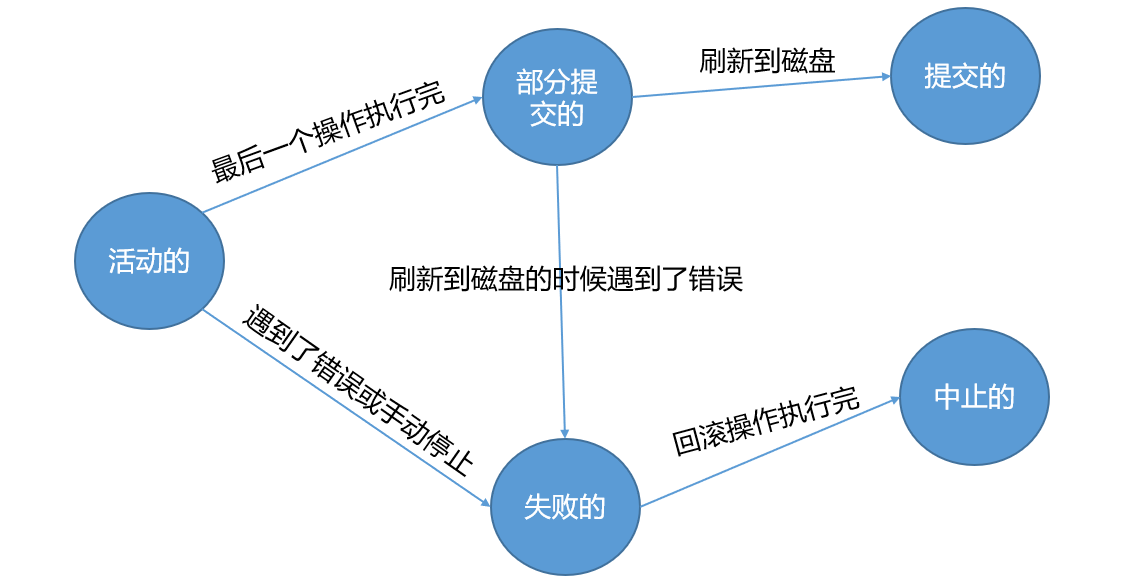 刷新到磁盘
提交的
部分提
交的
最后一个操作执行完
活动的
刷新到磁盘的时候遇到了错误
遇到了错误或手动停止
中止的
回滚操作执行完
失败的